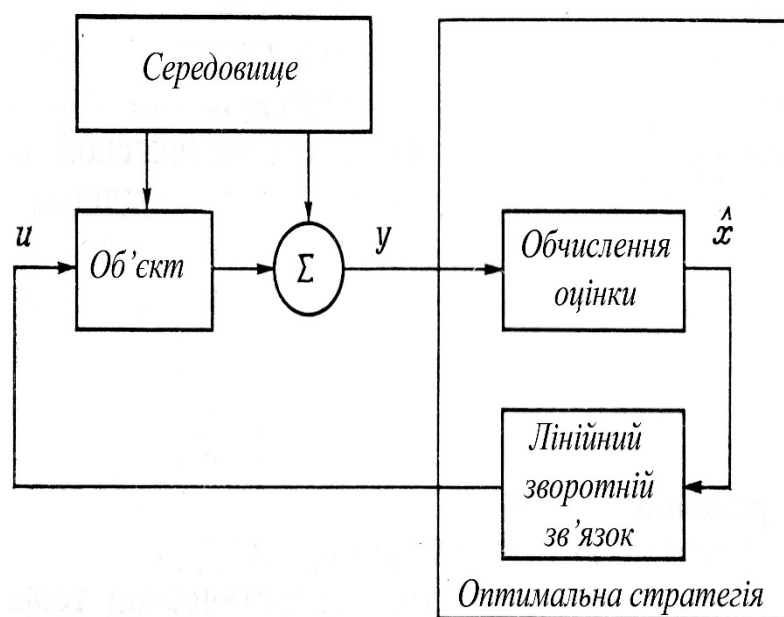 Середовище
u
Об’єкт
Σ
y
Обчислення
оцінки
x̂
Лінійний
зворотній
зв’язок
Оптимальна стратегія